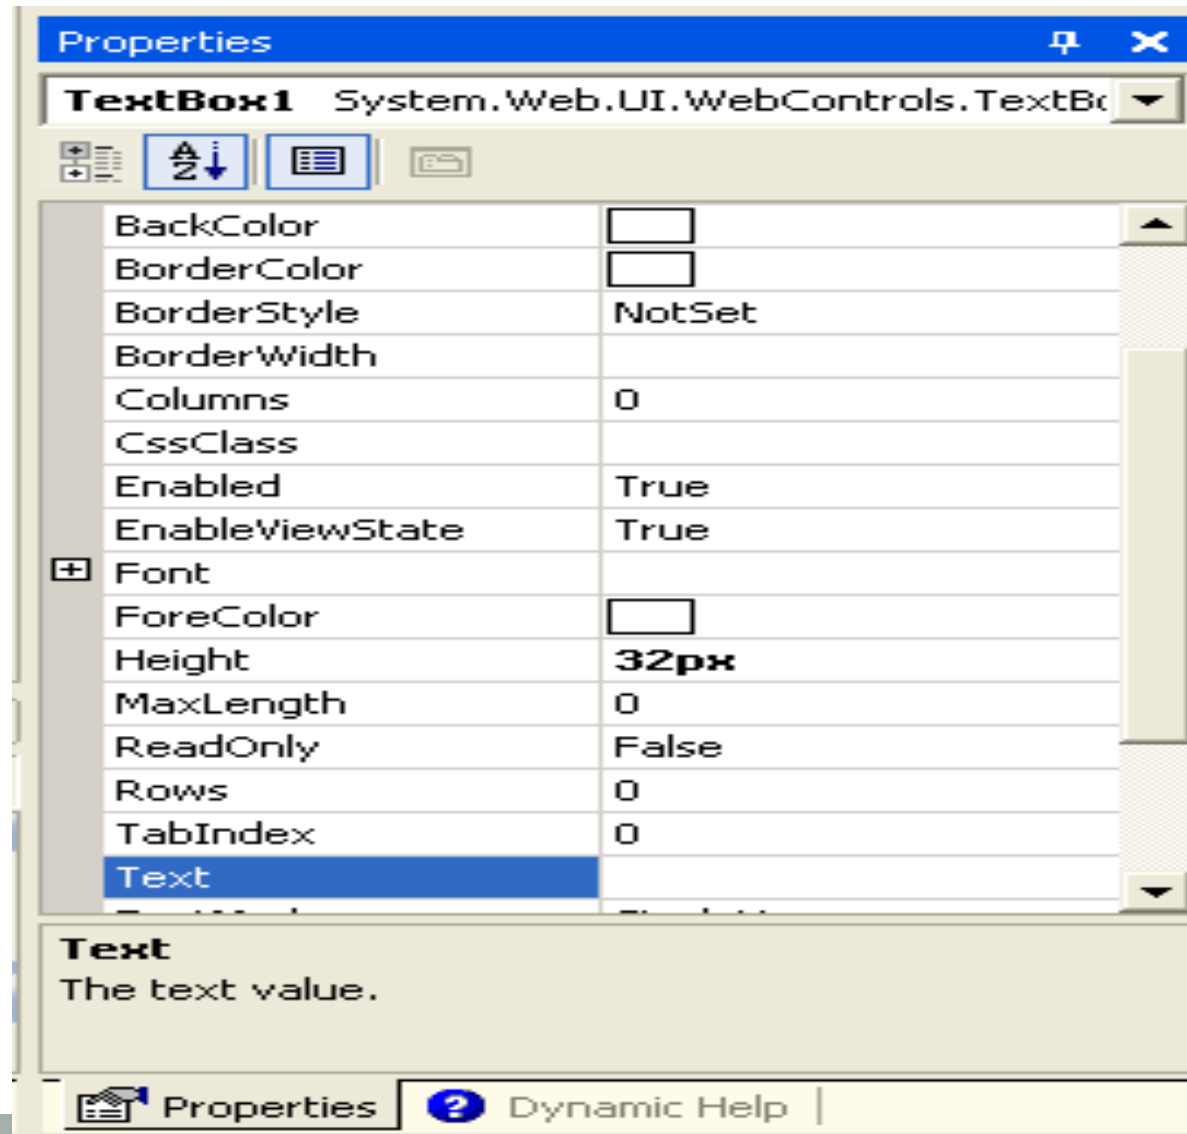 Properties
TextBox1 System.Web.UI.WebControls.TextBo
BackColor
BorderColor
BorderStyle NotSet
BorderWidth
Columns 0
CssClass
Enabled True
EnableViewState True
Font
ForeColor
Height 32px
MaxLength 0
ReadOnly False
Rows 0
TabIndex 0
Text
Text
The text value.
Properties Dynamic Help